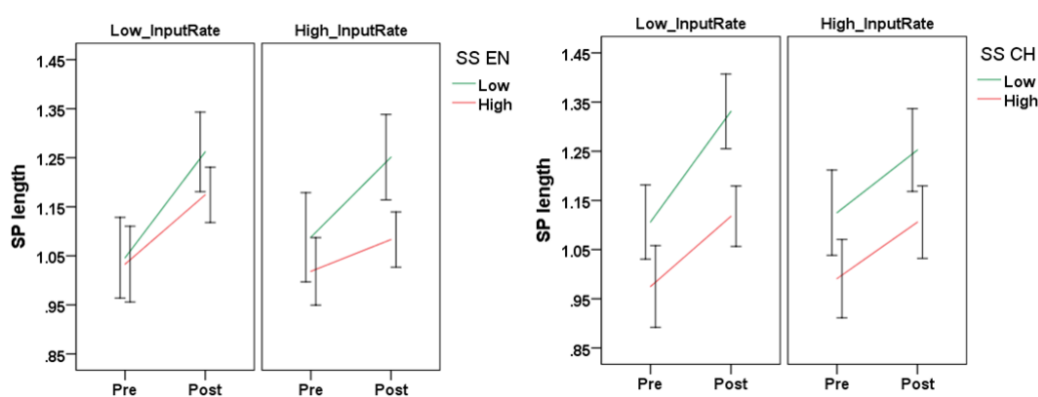 Low_InputRate High_InputRate
SS EN
Low
High
1.45
1.35
1.25
1.15
1.05
.95
.85
SP length
Pre Post Pre Post
Low_InputRate High_InputRate
SS CH
Low
High
1.45
1.35
1.25
1.15
1.05
.95
.85
SP length
Pre Post Pre Post